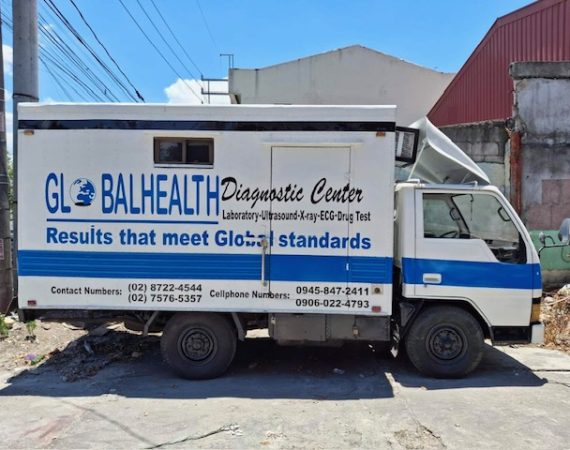 GLOBALHEALTH Diagnostic Center
Laboratory-Ultrasound-X-ray-ECG-Drug Test
Results that meet Global standards
Contact Numbers: (02) 8722-4544
(02) 7576-5357
Cellphone Numbers: 0945-847-2411
0906-022-4793